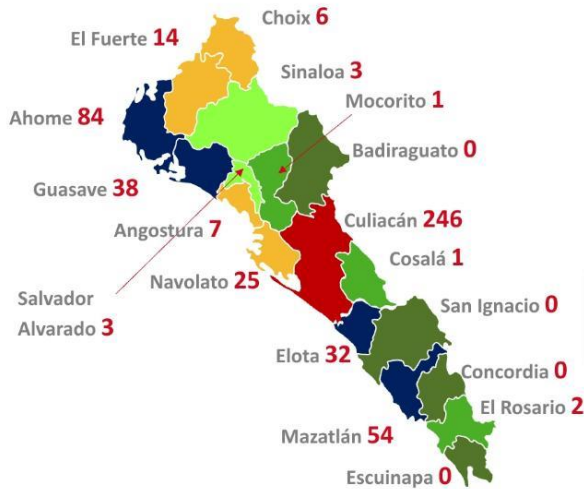 Choix 6
El Fuerte 14
Sinaloa 3
Mocorito 1
Ahome 84
Badiraguato 0
Guasave 38
Culiacán 246
Angostura 7
Cosalá 1
Navolato 25
Salvador
Alvarado 3
San Ignacio 0
Elota 32
Concordia 0
El Rosario 2
Mazatlán 54
Escuinapa 0